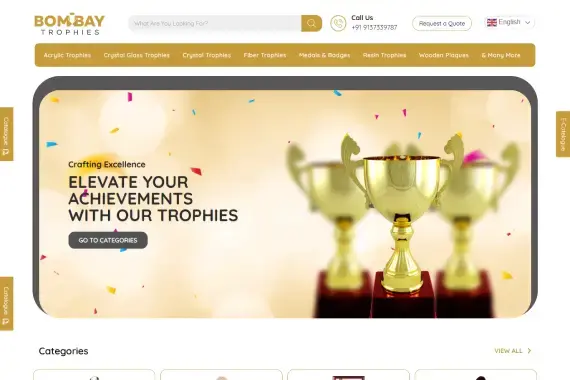 BOMBAY
TROPHIES
What Are You Looking For?
Call Us
+91 9137339787
Request a Quote
English
Acrylic Trophies
Crystal Glass Trophies
Crystal Trophies
Fiber Trophies
Medals & Badges
Resin Trophies
Wooden Plaques
& Many More
Catalogue
E-Catalogue
Crafting Excellence
ELEVATE YOUR
ACHIEVEMENTS
WITH OUR TROPHIES
GO TO CATEGORIES
Catalogue
Categories
VIEW ALL